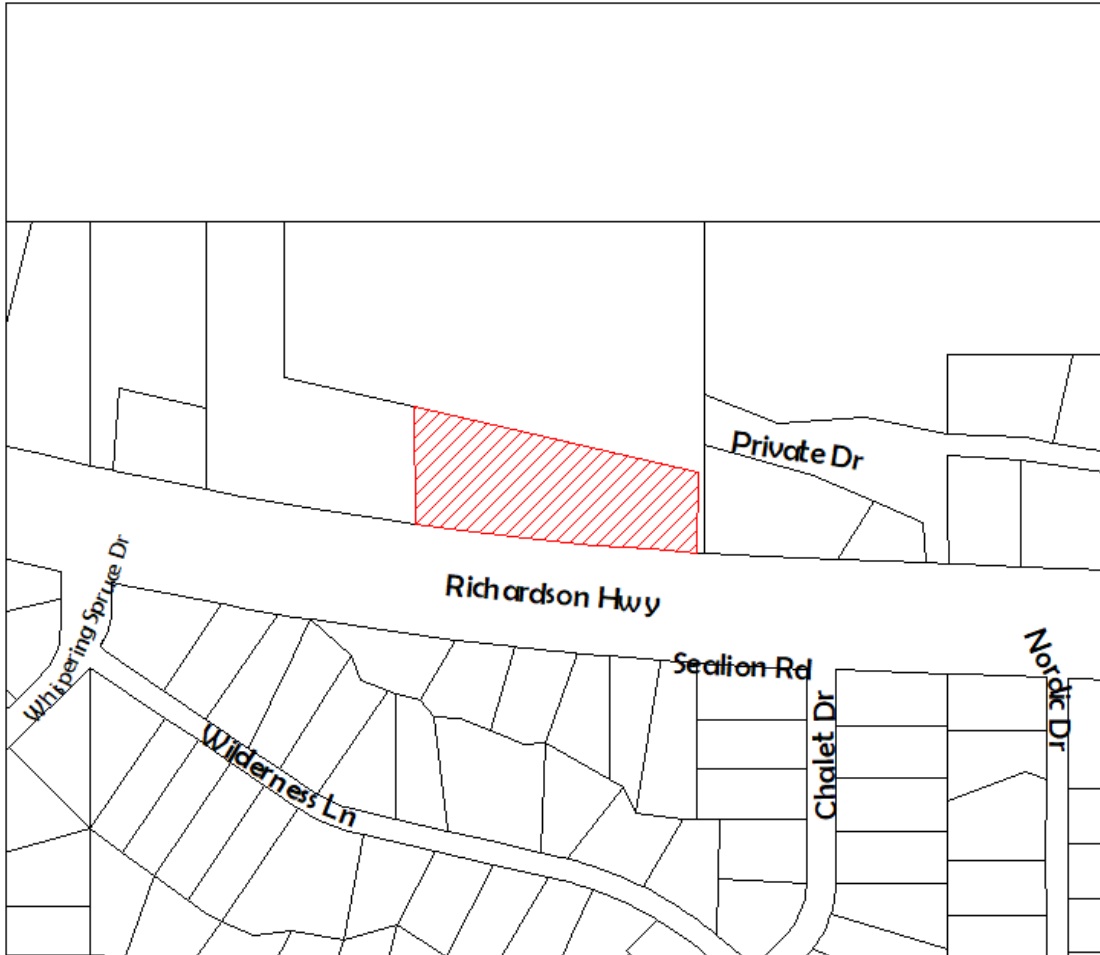 Private Dr
Richardson Hwy
Whispering Spruce Dr
Sealion Rd
Nordic Dr
Chalet Dr
Wilderness Ln